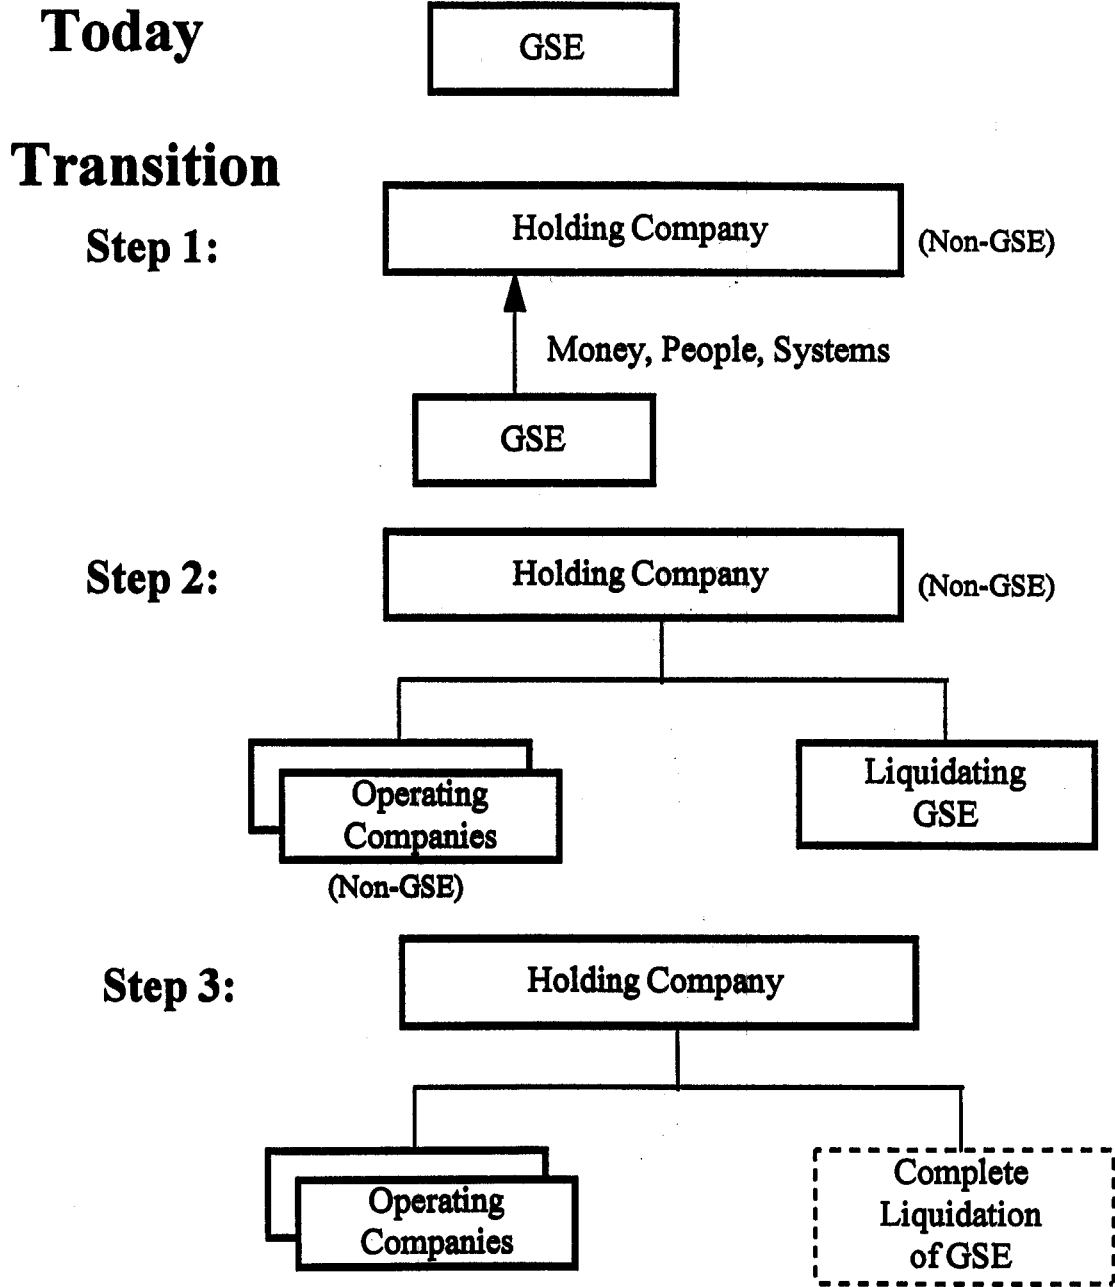 Today
GSE
Transition
Step 1:
Holding Company
(Non-GSE)
Money, People, Systems
GSE
Step 2:
Holding Company
(Non-GSE)
Operating
Companies
(Non-GSE)
Liquidating
GSE
Step 3:
Holding Company
Operating
Companies
Complete
Liquidation
of GSE